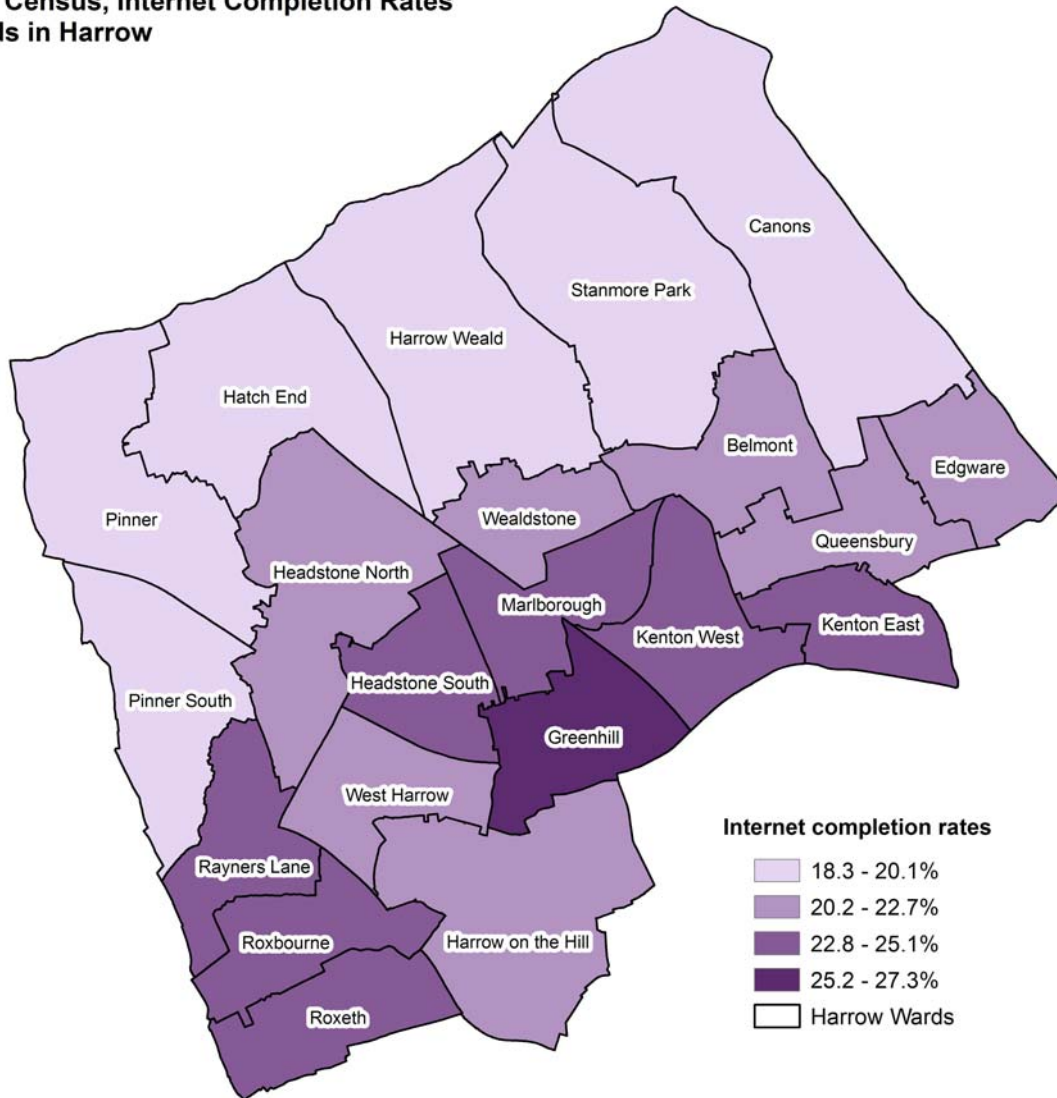 Census, Internet Completion Rates
in Harrow
Canons
Stanmore Park
Harrow Weald
Hatch End
Belmont
Edgware
Pinner
Wealdstone
Queensbury
Headstone North
Marlborough
Kenton West
Kenton East
Headstone South
Pinner South
Greenhill
West Harrow
Rayners Lane
Roxbourne
Harrow on the Hill
Roxeth
Internet completion rates
18.3 - 20.1%
20.2 - 22.7%
22.8 - 25.1%
25.2 - 27.3%
Harrow Wards